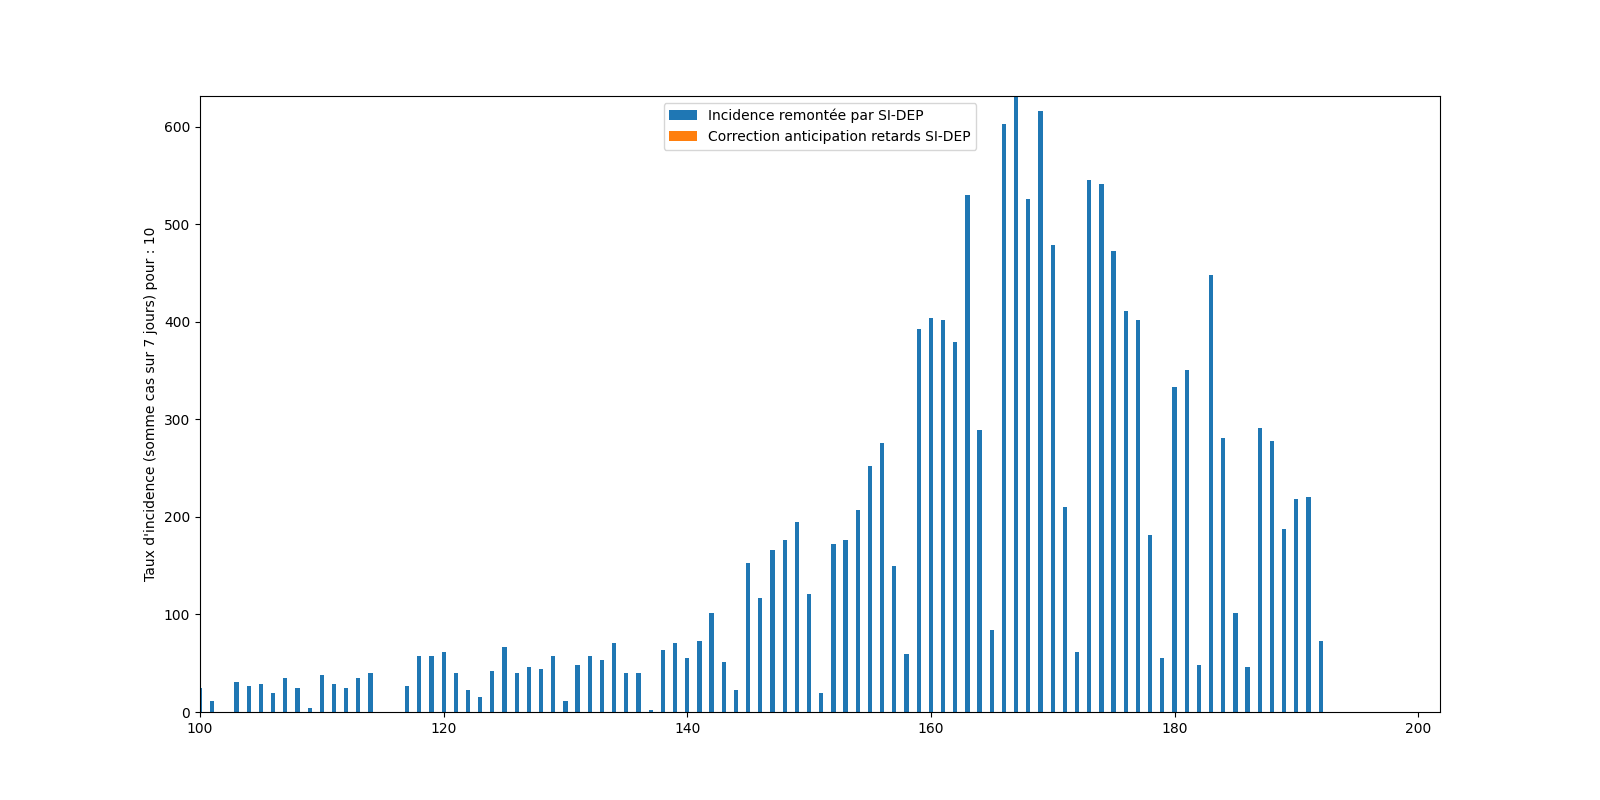 Incidence remontée par SI-DEP
Correction anticipation retards SI-DEP
Taux d'incidence (somme cas sur 7 jours) pour : 10
600
500
400
300
200
100
0
100 120 140 160 180 200